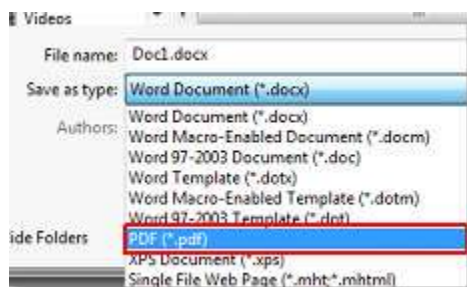 Videos
File name: Doc1.docx
Save as type: Word Document (*.docx)
Authors:
Word Document (*.docx)
Word Macro-Enabled Document (*.docm)
Word 97-2003 Document (*.doc)
Word Template (*.dotx)
Word Macro-Enabled Template (*.dotm)
Word 97-2003 Template (*.dot)
ide Folders
PDF (*.pdf)
XPS Document (*.xps)
Single File Web Page (*.mht;*.mhtml)